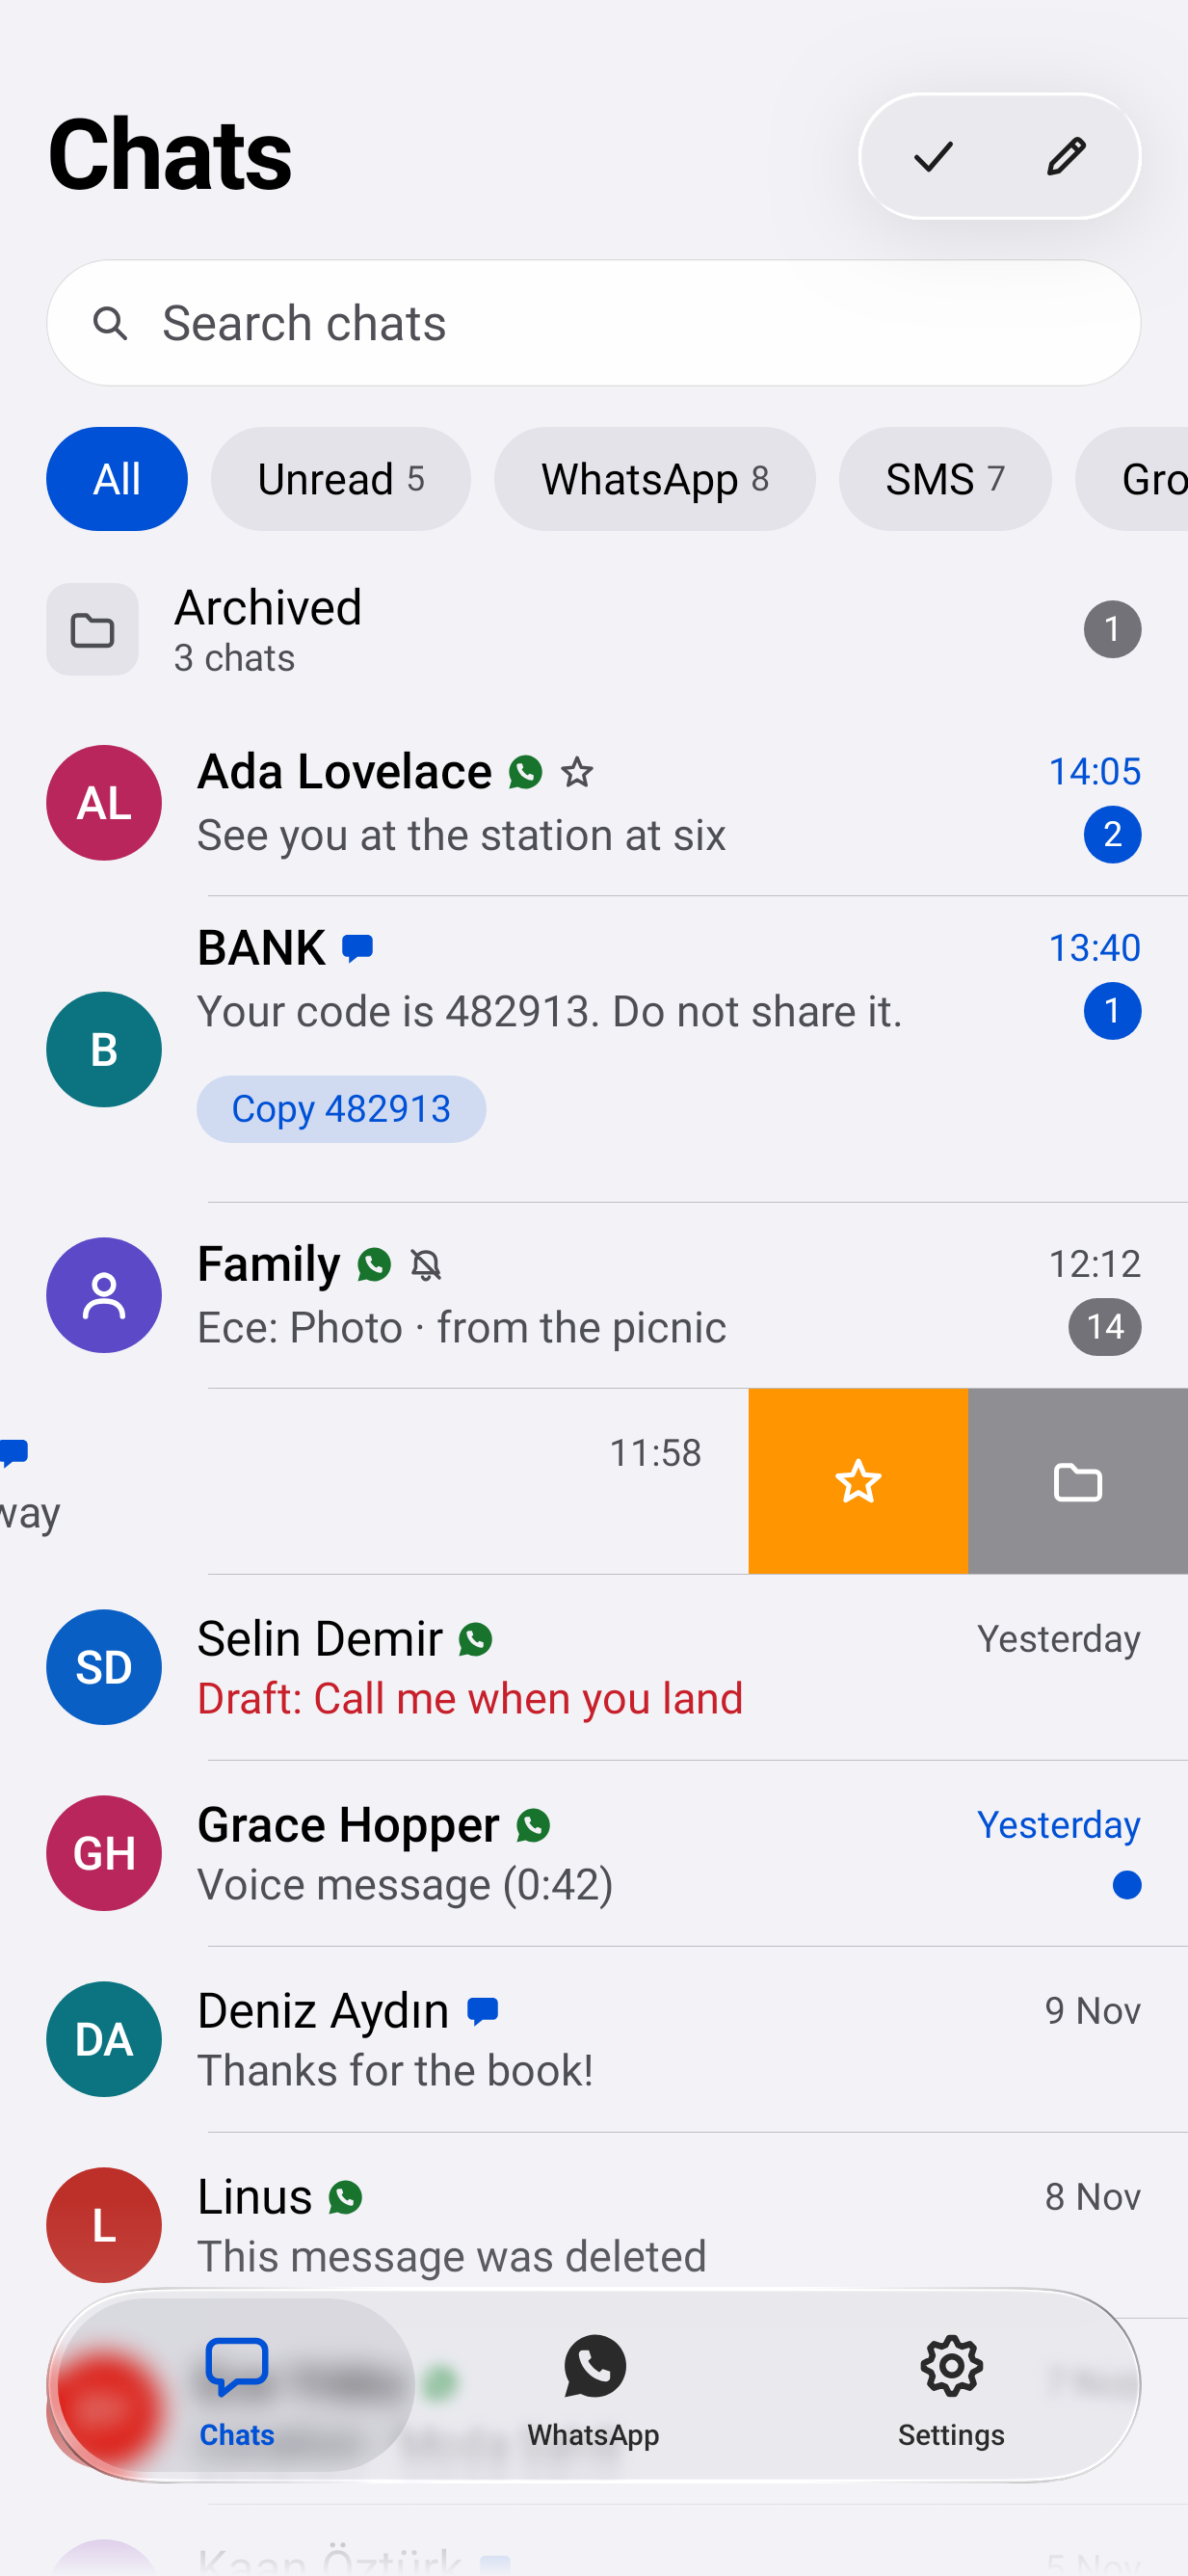 Chats
Search chats
All
Unread 5
WhatsApp 8
SMS 7
Gro
Archived
3 chats
1
AL
Ada Lovelace
14:05
See you at the station at six
2
B
BANK
13:40
Your code is 482913. Do not share it.
1
Copy 482913
Family
12:12
Ece: Photo · from the picnic
14
11:58
way
SD
Selin Demir
Yesterday
Draft: Call me when you land
GH
Grace Hopper
Yesterday
Voice message (0:42)
DA
Deniz Aydın
9 Nov
Thanks for the book!
L
Linus
8 Nov
This message was deleted
Chats
WhatsApp
Settings
Kaan Öztürk
5 Nov